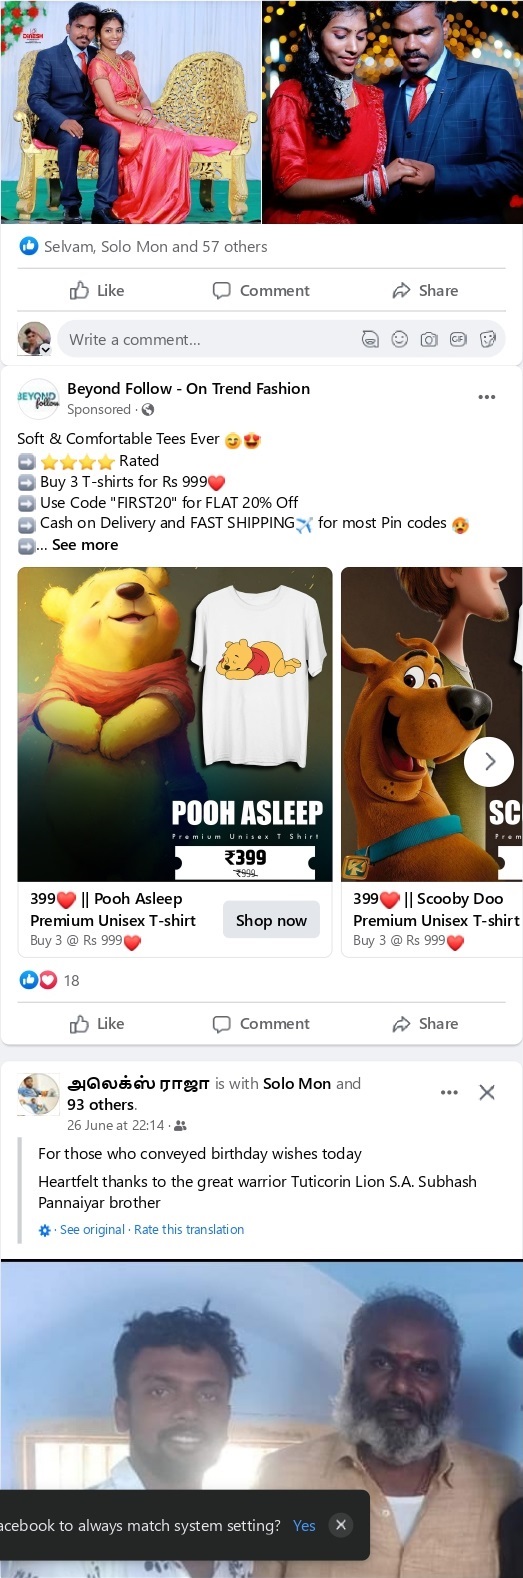 DINESH
Selvam, Solo Mon and 57 others
Like Comment Share
Write a comment...
GIF
BEYOND
follow
Beyond Follow - On Trend Fashion
Sponsored ·
Soft & Comfortable Tees Ever 😊😍
➡️ ⭐⭐⭐⭐ Rated
➡️ Buy 3 T-shirts for Rs 999❤️
➡️ Use Code "FIRST20" for FLAT 20% Off
➡️ Cash on Delivery and FAST SHIPPING✈️ for most Pin codes 🥵
➡️... See more
POOH ASLEEP
Premium Unisex T Shirt
₹399
₹999
SC
Prem
399❤️ || Pooh Asleep
Premium Unisex T-shirt
Buy 3 @ Rs 999❤️
Shop now
399❤️ || Scooby Doo
Premium Unisex T-shirt
Buy 3 @ Rs 999❤️
18
Like Comment Share
அலெக்ஸ் ராஜா is with Solo Mon and
93 others.
26 June at 22:14 ·
For those who conveyed birthday wishes today
Heartfelt thanks to the great warrior Tuticorin Lion S.A. Subhash
Pannaiyar brother
· See original · Rate this translation
acebook to always match system setting? Yes